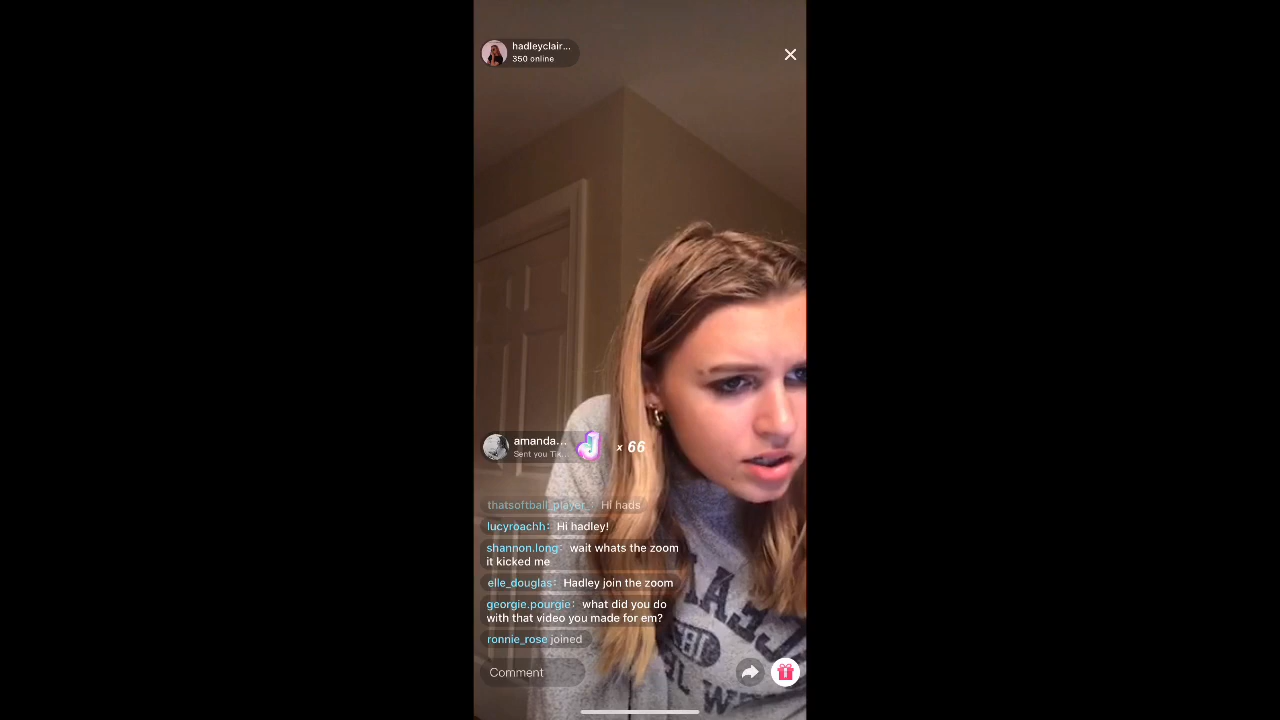 hadleyclair...
350 online
amanda...
Sent you Tik...
x 66
thatsoftball_player_: Hi hads
lucyroachh: Hi hadley!
shannon.long: wait whats the zoom
it kicked me
elle_douglas: Hadley join the zoom
georgie.pourgie: what did you do
with that video you made for em?
ronnie_rose joined
Comment